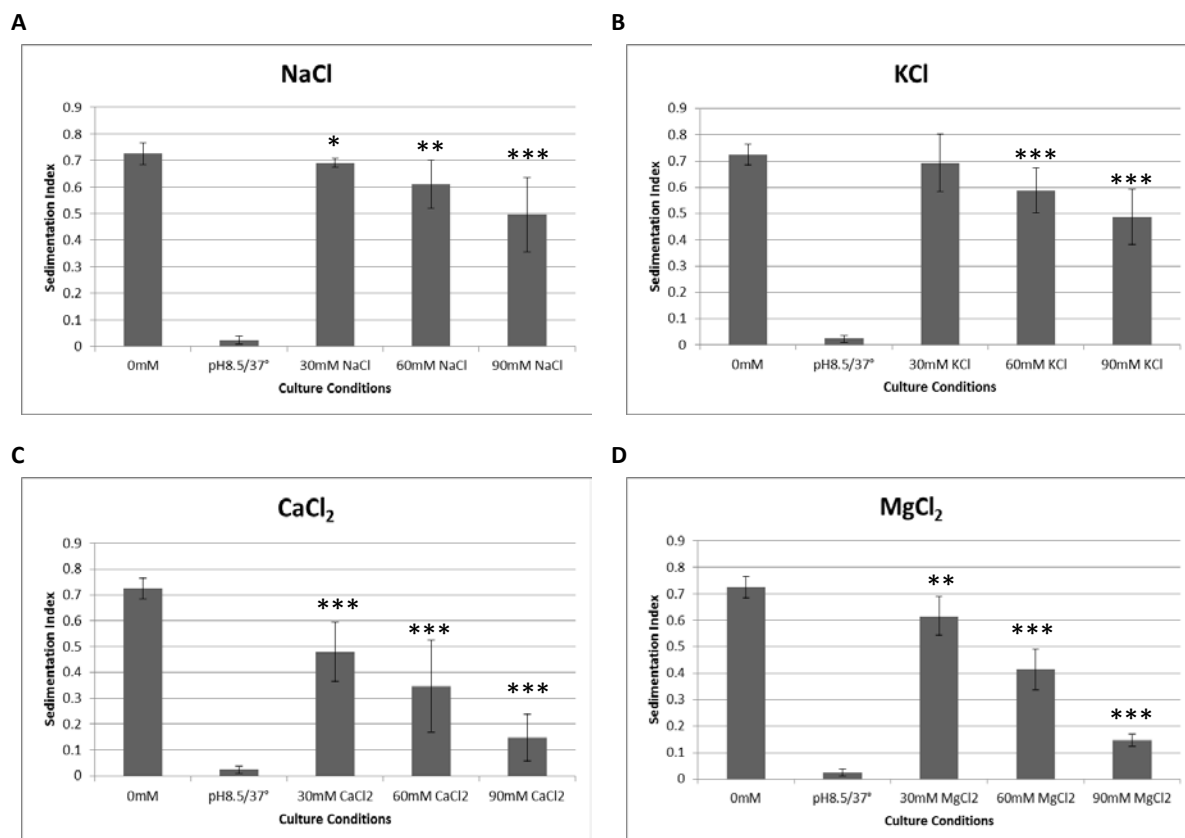 A
NaCl
Sedimentation Index
0.9
0.8
0.7
0.6
0.5
0.4
0.3
0.2
0.1
0
*
**
***
0mM
pH8.5/37°
30mM NaCl
60mM NaCl
90mM NaCl
Culture Conditions
B
KCl
Sedimentation Index
0.9
0.8
0.7
0.6
0.5
0.4
0.3
0.2
0.1
0
***
***
0mM
pH8.5/37°
30mM KCl
60mM KCl
90mM KCl
Culture Conditions
C
CaCl₂
Sedimentation Index
0.9
0.8
0.7
0.6
0.5
0.4
0.3
0.2
0.1
0
***
***
***
0mM
pH8.5/37°
30mM CaCl2
60mM CaCl2
90mM CaCl2
Culture Conditions
D
MgCl₂
Sedimentation Index
0.9
0.8
0.7
0.6
0.5
0.4
0.3
0.2
0.1
0
**
***
***
0mM
pH8.5/37°
30mM MgCl2
60mM MgCl2
90mM MgCl2
Culture Conditions